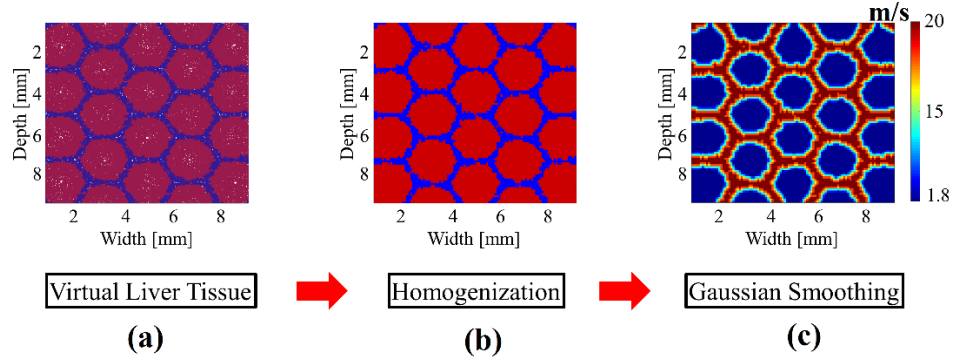 m/s
20
15
1.8
2
4
6
8
Depth [mm]
2 4 6 8
Width [mm]
2
4
6
8
Depth [mm]
2 4 6 8
Width [mm]
2
4
6
8
Depth [mm]
2 4 6 8
Width [mm]
Virtual Liver Tissue
Homogenization
Gaussian Smoothing
(a)
(b)
(c)